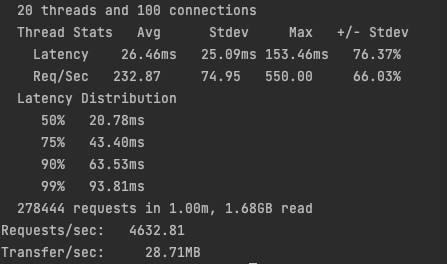 20 threads and 100 connections
Thread Stats   Avg      Stdev     Max   +/- Stdev
Latency    26.46ms   25.09ms 153.46ms   76.37%
Req/Sec   232.87     74.95   550.00     66.03%
Latency Distribution
50%   20.78ms
75%   43.40ms
90%   63.53ms
99%   93.81ms
278444 requests in 1.00m, 1.68GB read
Requests/sec:   4632.81
Transfer/sec:     28.71MB